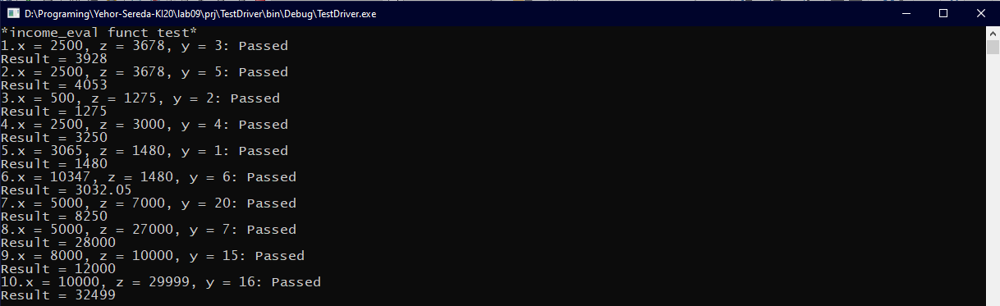 D:\Programing\Yehor-Sereda-KI20\lab09\prj\TestDriver\bin\Debug\TestDriver.exe
*income_eval funct test*
1.x = 2500, z = 3678, y = 3: Passed
Result = 3928
2.x = 2500, z = 3678, y = 5: Passed
Result = 4053
3.x = 500, z = 1275, y = 2: Passed
Result = 1275
4.x = 2500, z = 3000, y = 4: Passed
Result = 3250
5.x = 3065, z = 1480, y = 1: Passed
Result = 1480
6.x = 10347, z = 1480, y = 6: Passed
Result = 3032.05
7.x = 5000, z = 7000, y = 20: Passed
Result = 8250
8.x = 5000, z = 27000, y = 7: Passed
Result = 28000
9.x = 8000, z = 10000, y = 15: Passed
Result = 12000
10.x = 10000, z = 29999, y = 16: Passed
Result = 32499